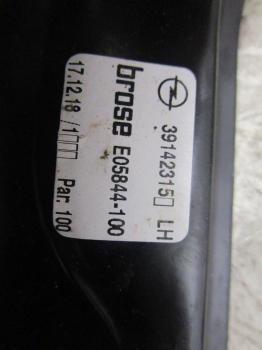 39142315□ LH
brose E05844-100
17.12.18 /1□□□ Par. 100